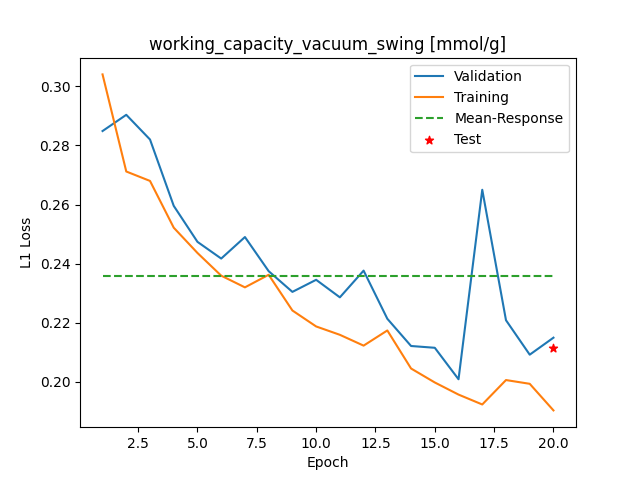 working_capacity_vacuum_swing [mmol/g]
0.30
0.28
0.26
0.24
0.22
0.20
L1 Loss
Validation
Training
Mean-Response
Test
2.5 5.0 7.5 10.0 12.5 15.0 17.5 20.0
Epoch